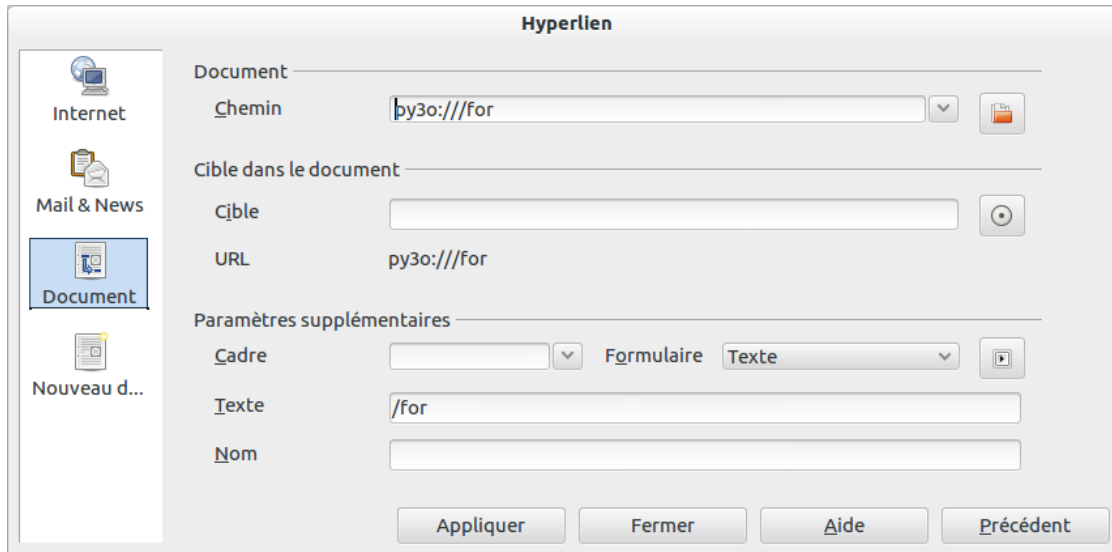 Hyperlien
Internet
Mail & News
Document
Nouveau d...
Document
Chemin py3o:///for
Cible dans le document
Cible
URL py3o:///for
Paramètres supplémentaires
Cadre Formulaire Texte
Texte /for
Nom
Appliquer Fermer Aide Précédent